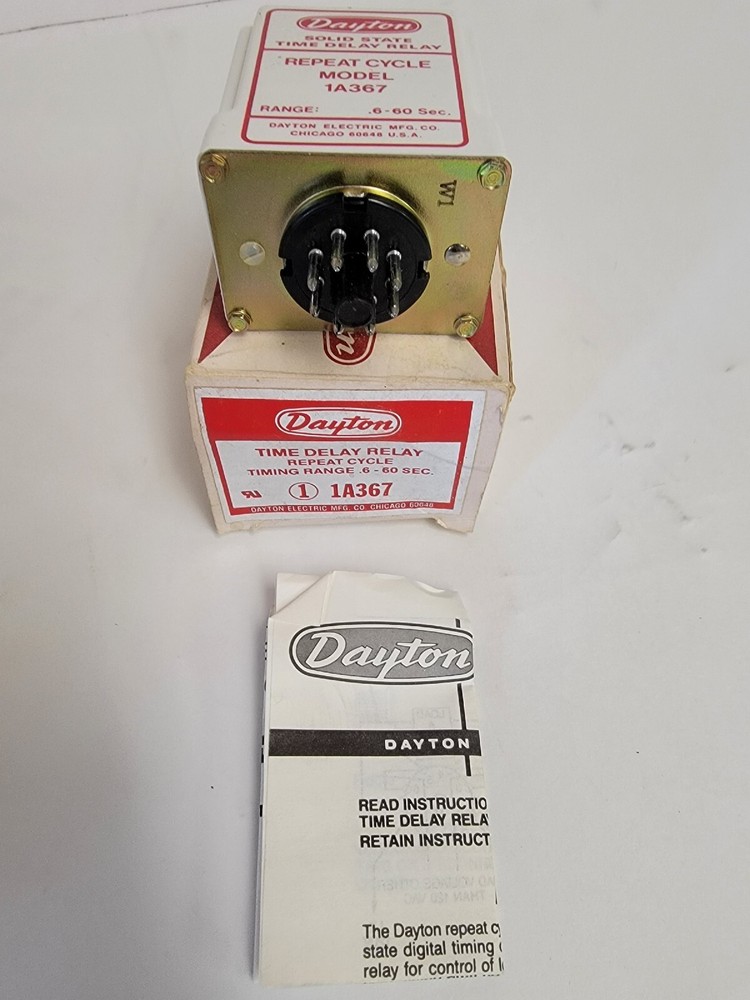 Dayton
SOLID STATE
TIME DELAY RELAY
REPEAT CYCLE
MODEL
1A367
RANGE: .6-60 Sec.
DAYTON ELECTRIC MFG. CO.
CHICAGO 60648 U.S.A.
W1
Dayton
TIME DELAY RELAY
REPEAT CYCLE
TIMING RANGE .6-60 SEC.
1 1A367
DAYTON ELECTRIC MFG. CO. CHICAGO 60648
Dayton
DAYTON
READ INSTRUCTIO
TIME DELAY RELA
RETAIN INSTRUCT
The Dayton repeat cy
state digital timing
relay for control of